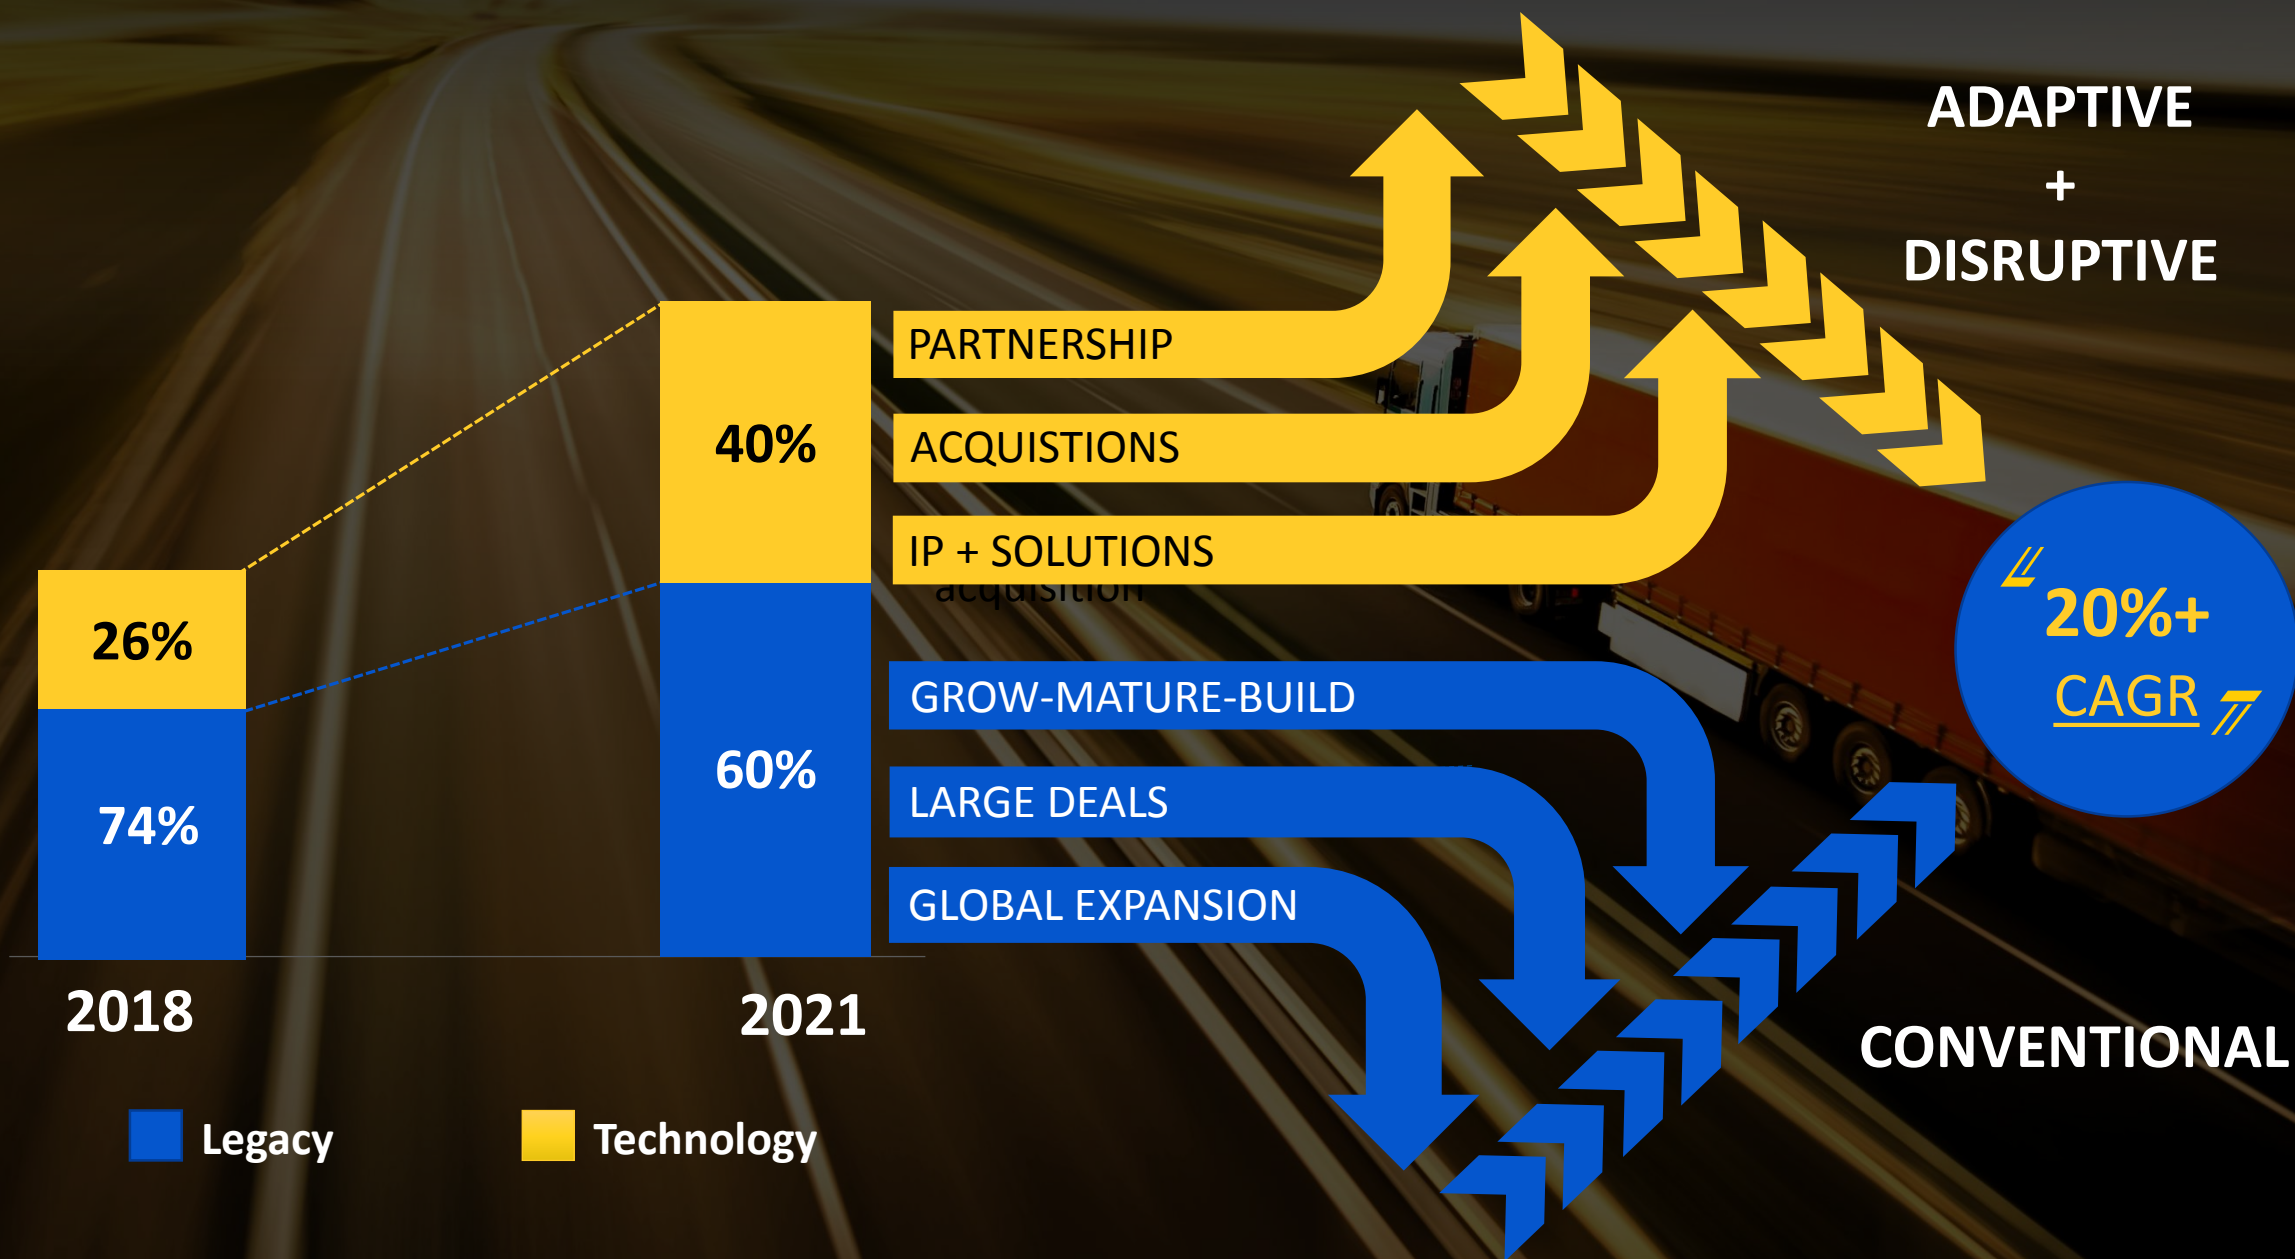 ADAPTIVE
+
DISRUPTIVE
PARTNERSHIP
ACQUISTIONS
IP + SOLUTIONS
acquisition
GROW-MATURE-BUILD
LARGE DEALS
GLOBAL EXPANSION
40%
60%
26%
74%
2018
2021
Legacy
Technology
20%+
CAGR
CONVENTIONAL